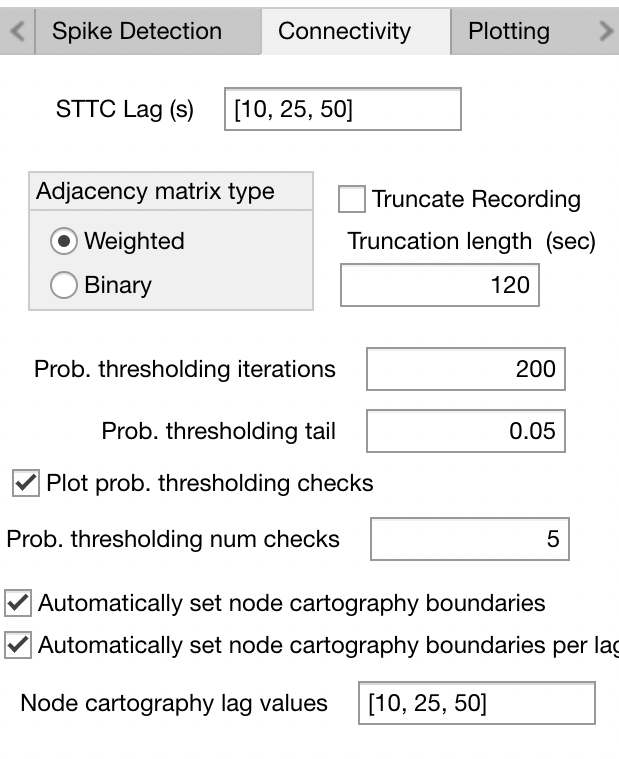 Spike Detection Connectivity Plotting
STTC Lag (s) [10, 25, 50]
Adjacency matrix type
Truncate Recording
Weighted
Truncation length (sec)
Binary
120
Prob. thresholding iterations 200
Prob. thresholding tail 0.05
Plot prob. thresholding checks
Prob. thresholding num checks 5
Automatically set node cartography boundaries
Automatically set node cartography boundaries per lag
Node cartography lag values [10, 25, 50]